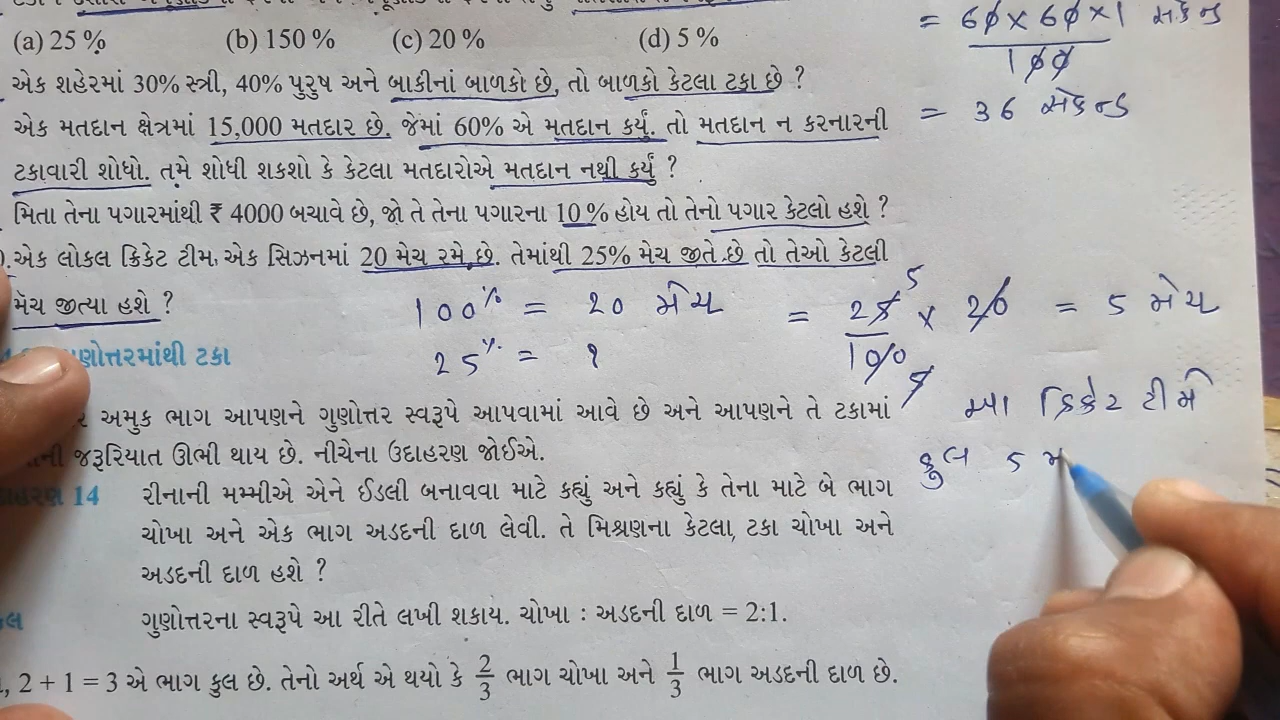 (a) 25 % (b) 150 % (c) 20 % (d) 5 %
= 60 x 60 x 1 સેકન્ડ
100
= 36 સેકન્ડ
એક શહેરમાં 30% સ્ત્રી, 40% પુરુષ અને બાકીનાં બાળકો છે, તો બાળકો કેટલા ટકા છે ?
એક મતદાન ક્ષેત્રમાં 15,000 મતદાર છે. જેમાં 60% એ મતદાન કર્યું. તો મતદાન ન કરનારની
ટકાવારી શોધો. તમે શોધી શકશો કે કેટલા મતદારોએ મતદાન નથી કર્યું ?
મિતા તેના પગારમાંથી ₹ 4000 બચાવે છે, જો તે તેના પગારના 10 % હોય તો તેનો પગાર કેટલો હશે ?
એક લોકલ ક્રિકેટ ટીમ, એક સિઝનમાં 20 મેચ રમે છે. તેમાંથી 25% મેચ જીતે છે તો તેઓ કેટલી
મૅચ જીત્યા હશે ?
100% = 20 મેચ
25% = ?
= 25 x 20 = 5 મેચ
100
5
5
આ ક્રિકેટ ટીમે
કુલ 5 મ
ગુણોત્તરમાંથી ટકા
અમુક ભાગ આપણને ગુણોત્તર સ્વરૂપે આપવામાં આવે છે અને આપણને તે ટકામાં
જરૂરિયાત ઊભી થાય છે. નીચેના ઉદાહરણ જોઈએ.
14 રીનાની મમ્મીએ એને ઈડલી બનાવવા માટે કહ્યું અને કહ્યું કે તેના માટે બે ભાગ
ચોખા અને એક ભાગ અડદની દાળ લેવી. તે મિશ્રણના કેટલા, ટકા ચોખા અને
અડદની દાળ હશે ?
ગુણોત્તરના સ્વરૂપે આ રીતે લખી શકાય. ચોખા : અડદની દાળ = 2:1.
, 2 + 1 = 3 એ ભાગ કુલ છે. તેનો અર્થ એ થયો કે 2/3 ભાગ ચોખા અને 1/3 ભાગ અડદની દાળ છે.